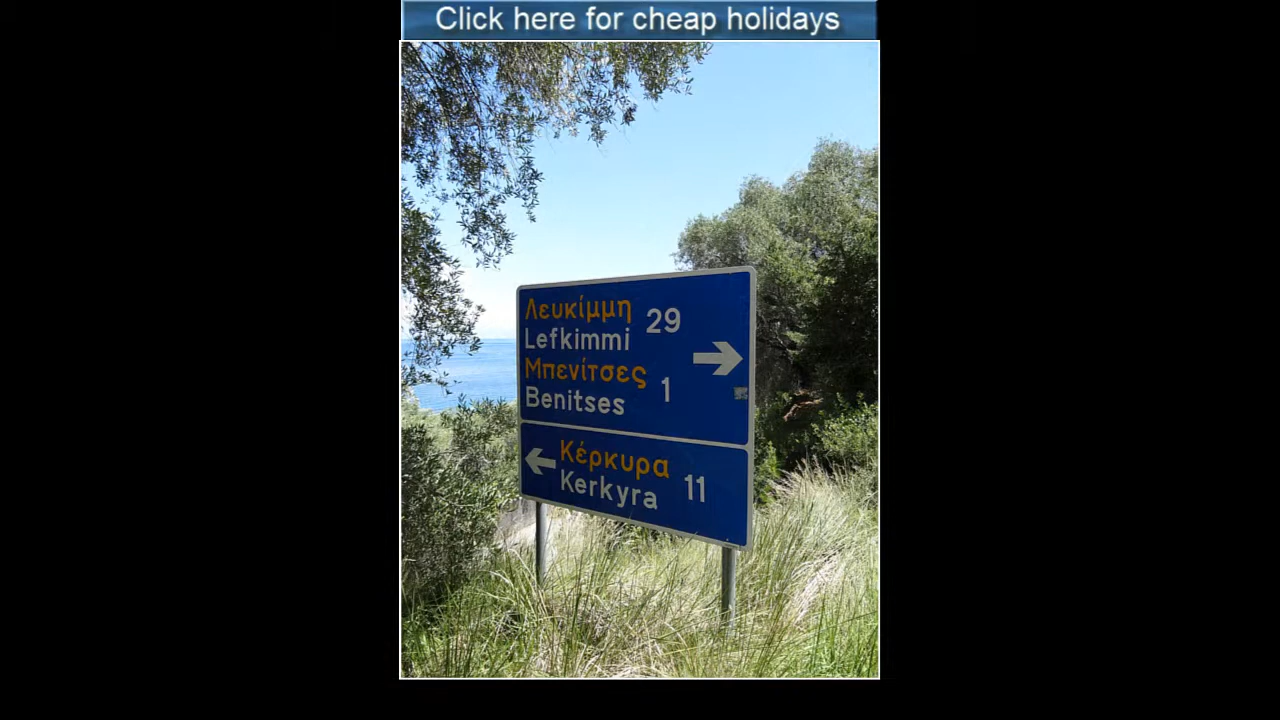 Click here for cheap holidays
Λευκίμμη 29
Lefkimmi
Μπενίτσες 1
Benitses
Κέρκυρα 11
Kerkyra